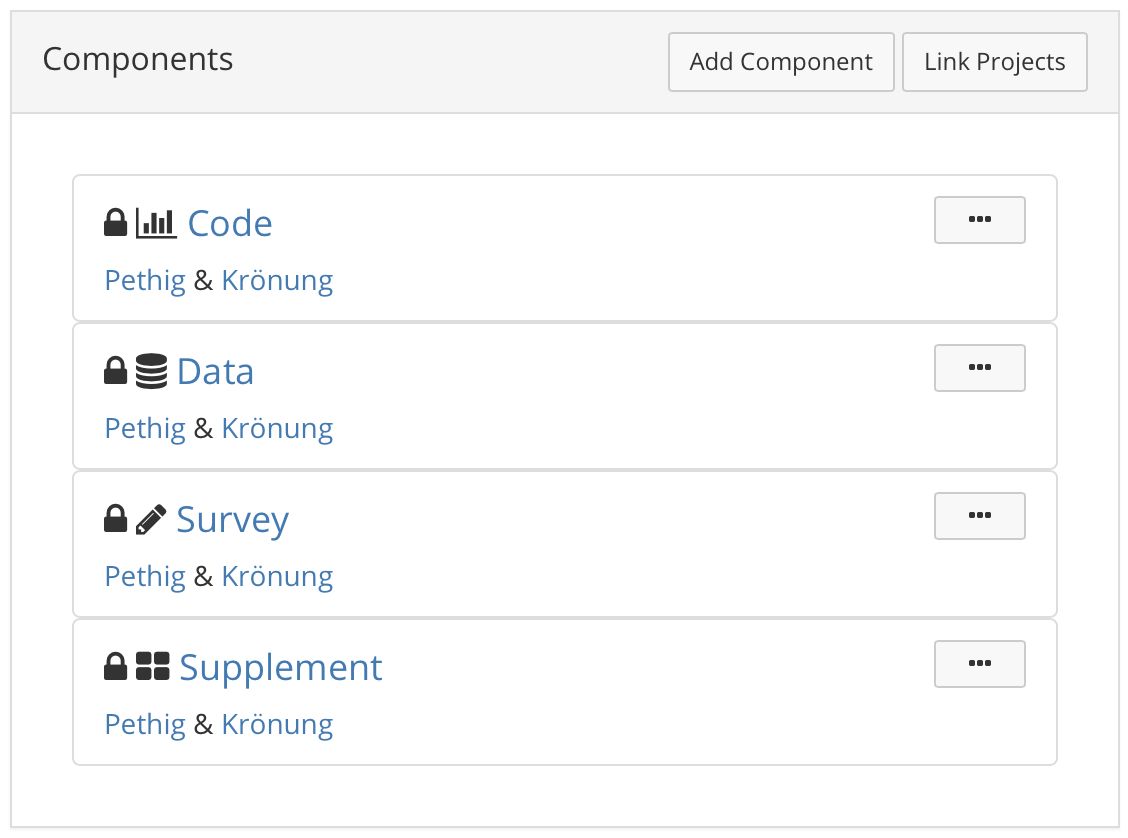 Components
Add Component
Link Projects
Code
Pethig & Krönung
Data
Pethig & Krönung
Survey
Pethig & Krönung
Supplement
Pethig & Krönung